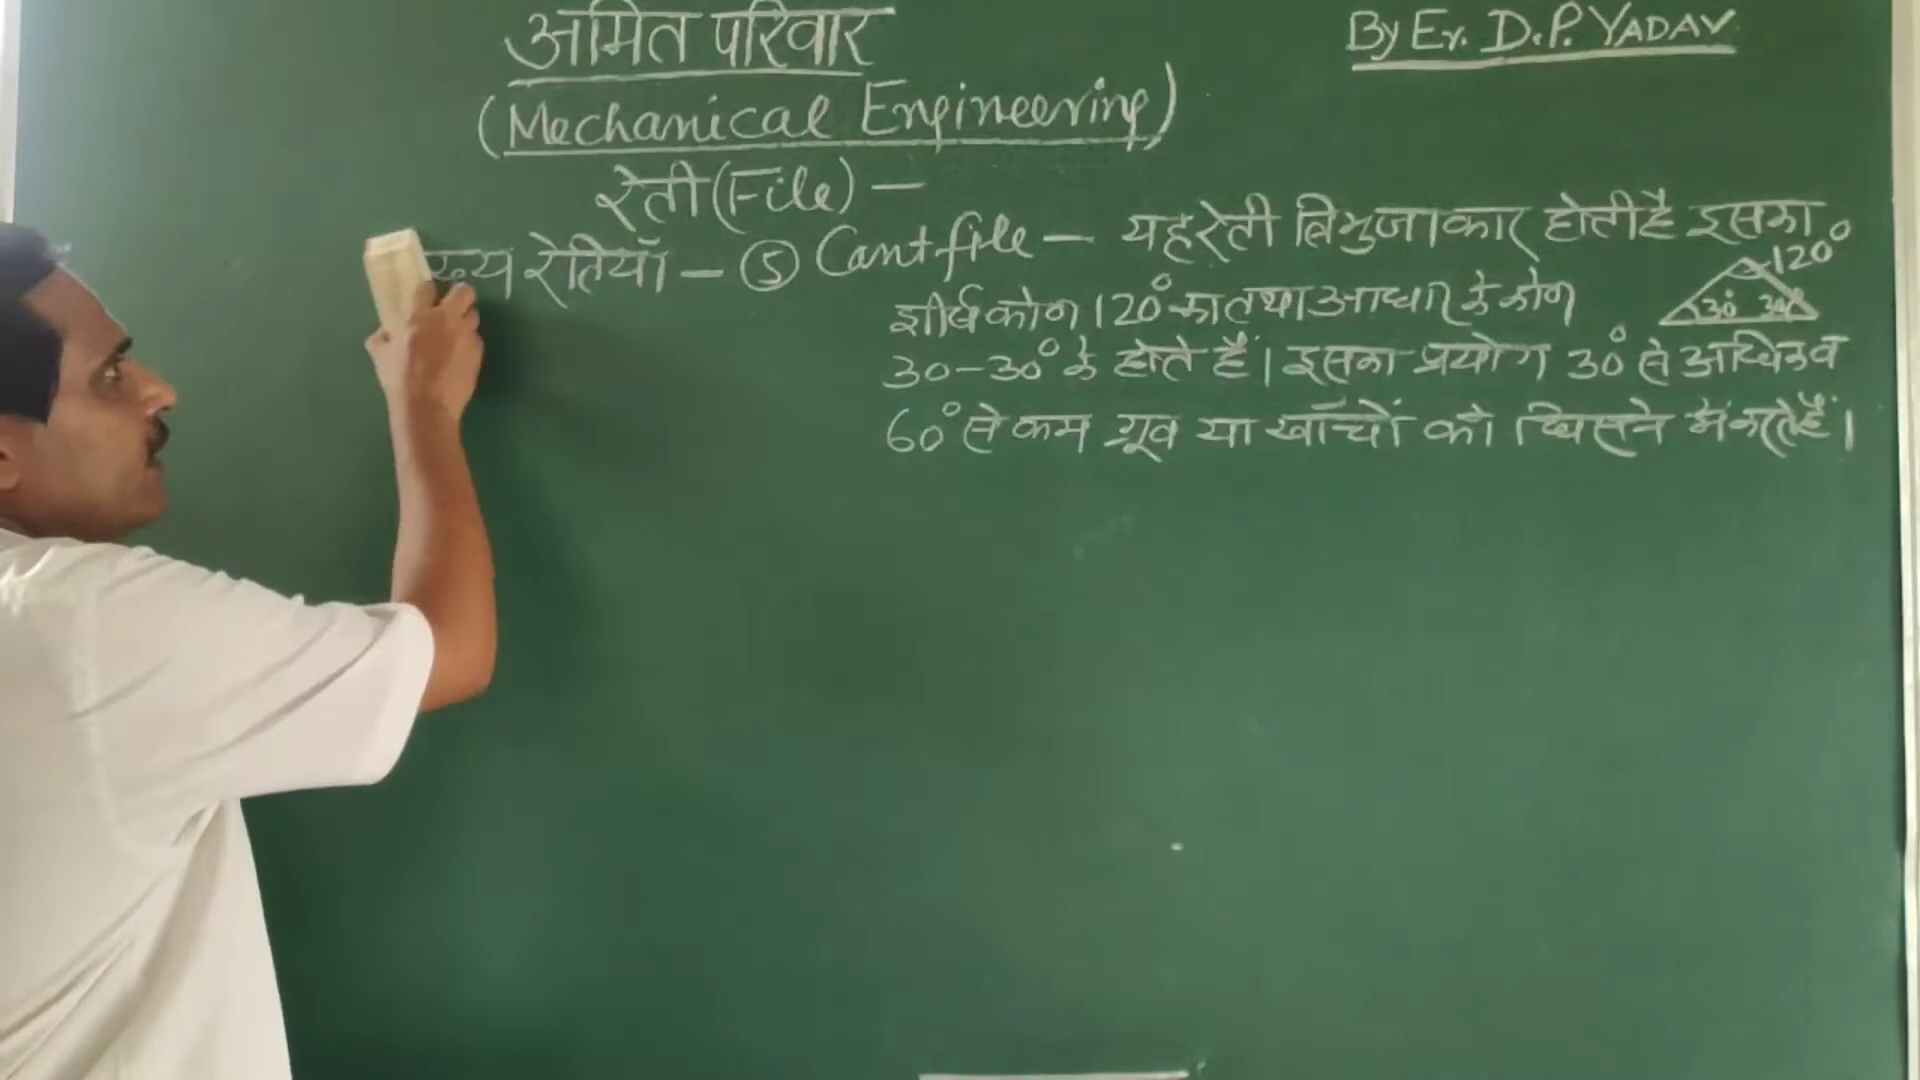 अमित परिवार
By Er. D.P. YADAV
(Mechanical Engineering)
रेती (File) —
रेतियाँ — ⑤ Cant file — यह रेती त्रिभुजाकार होती है इसका
शीर्ष कोण 120° का तथा आधार के कोण
30-30° के होते हैं। इसका प्रयोग 30° से अधिक व
60° से कम ग्रूव या खाँचों को घिसने में करते हैं।
120°
30° 30°